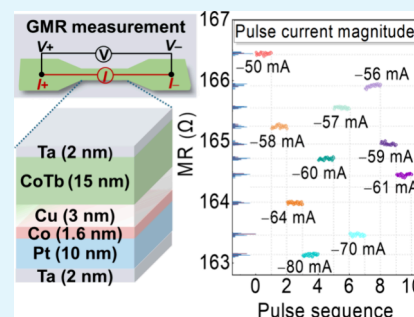 GMR measurement
V+
V−
V
I+
I
I−
Ta (2 nm)
CoTb (15 nm)
Cu (3 nm)
Co (1.6 nm)
Pt (10 nm)
Ta (2 nm)
MR (Ω)
167
166
165
164
163
Pulse current magnitude
−50 mA
−56 mA
−57 mA
−58 mA
−59 mA
−60 mA
−61 mA
−64 mA
−70 mA
−80 mA
0 2 4 6 8 10
Pulse sequence